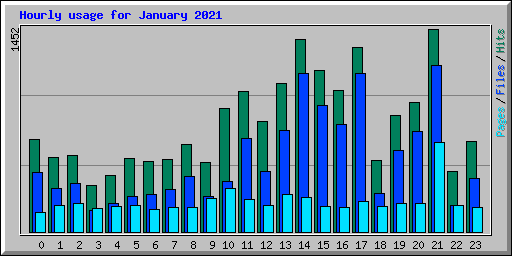 Hourly usage for January 2021
1452
Pages/Files/Hits
0 1 2 3 4 5 6 7 8 9 10 11 12 13 14 15 16 17 18 19 20 21 22 23